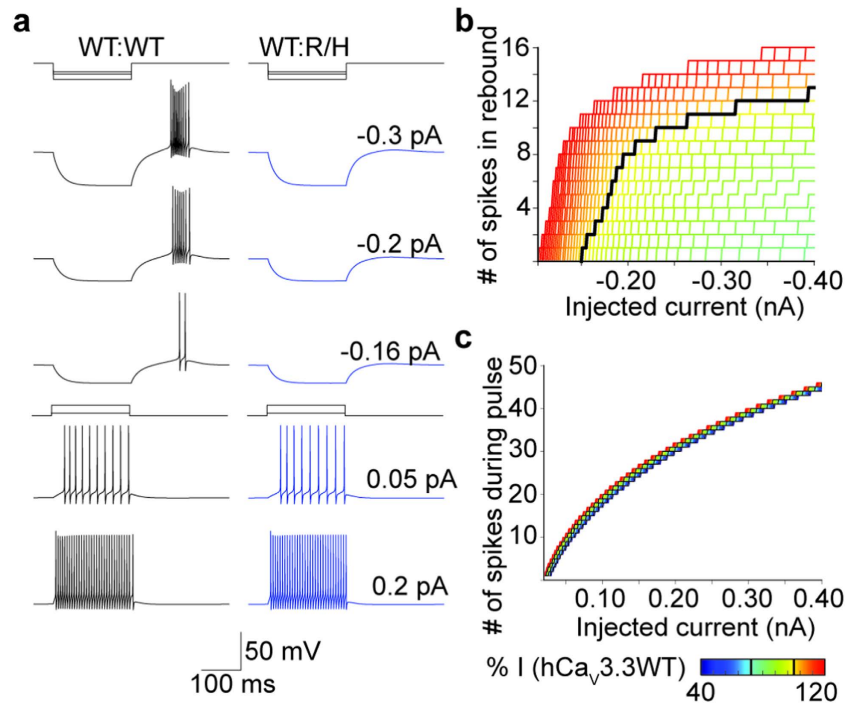 a
WT:WT WT:R/H
-0.3 pA
-0.2 pA
-0.16 pA
0.05 pA
0.2 pA
50 mV
100 ms
b
# of spikes in rebound
16
12
8
4
-0.20 -0.30 -0.40
Injected current (nA)
c
# of spikes during pulse
50
40
30
20
10
0.10 0.20 0.30 0.40
Injected current (nA)
% I (hCaV3.3WT)
40 120